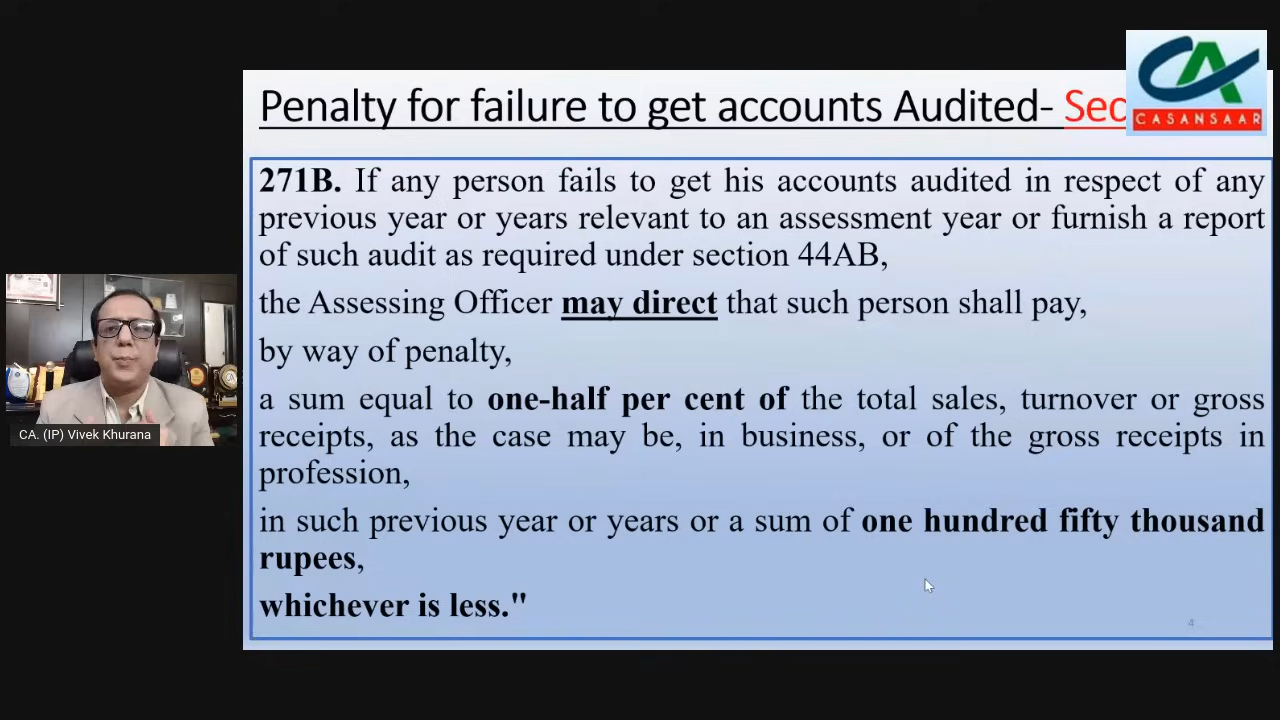 Penalty for failure to get accounts Audited- Sec
CA
CASANSAAR
271B. If any person fails to get his accounts audited in respect of any
previous year or years relevant to an assessment year or furnish a report
of such audit as required under section 44AB,
the Assessing Officer may direct that such person shall pay,
by way of penalty,
a sum equal to one-half per cent of the total sales, turnover or gross
receipts, as the case may be, in business, or of the gross receipts in
profession,
in such previous year or years or a sum of one hundred fifty thousand
rupees,
whichever is less."
4
CA. (IP) Vivek Khurana